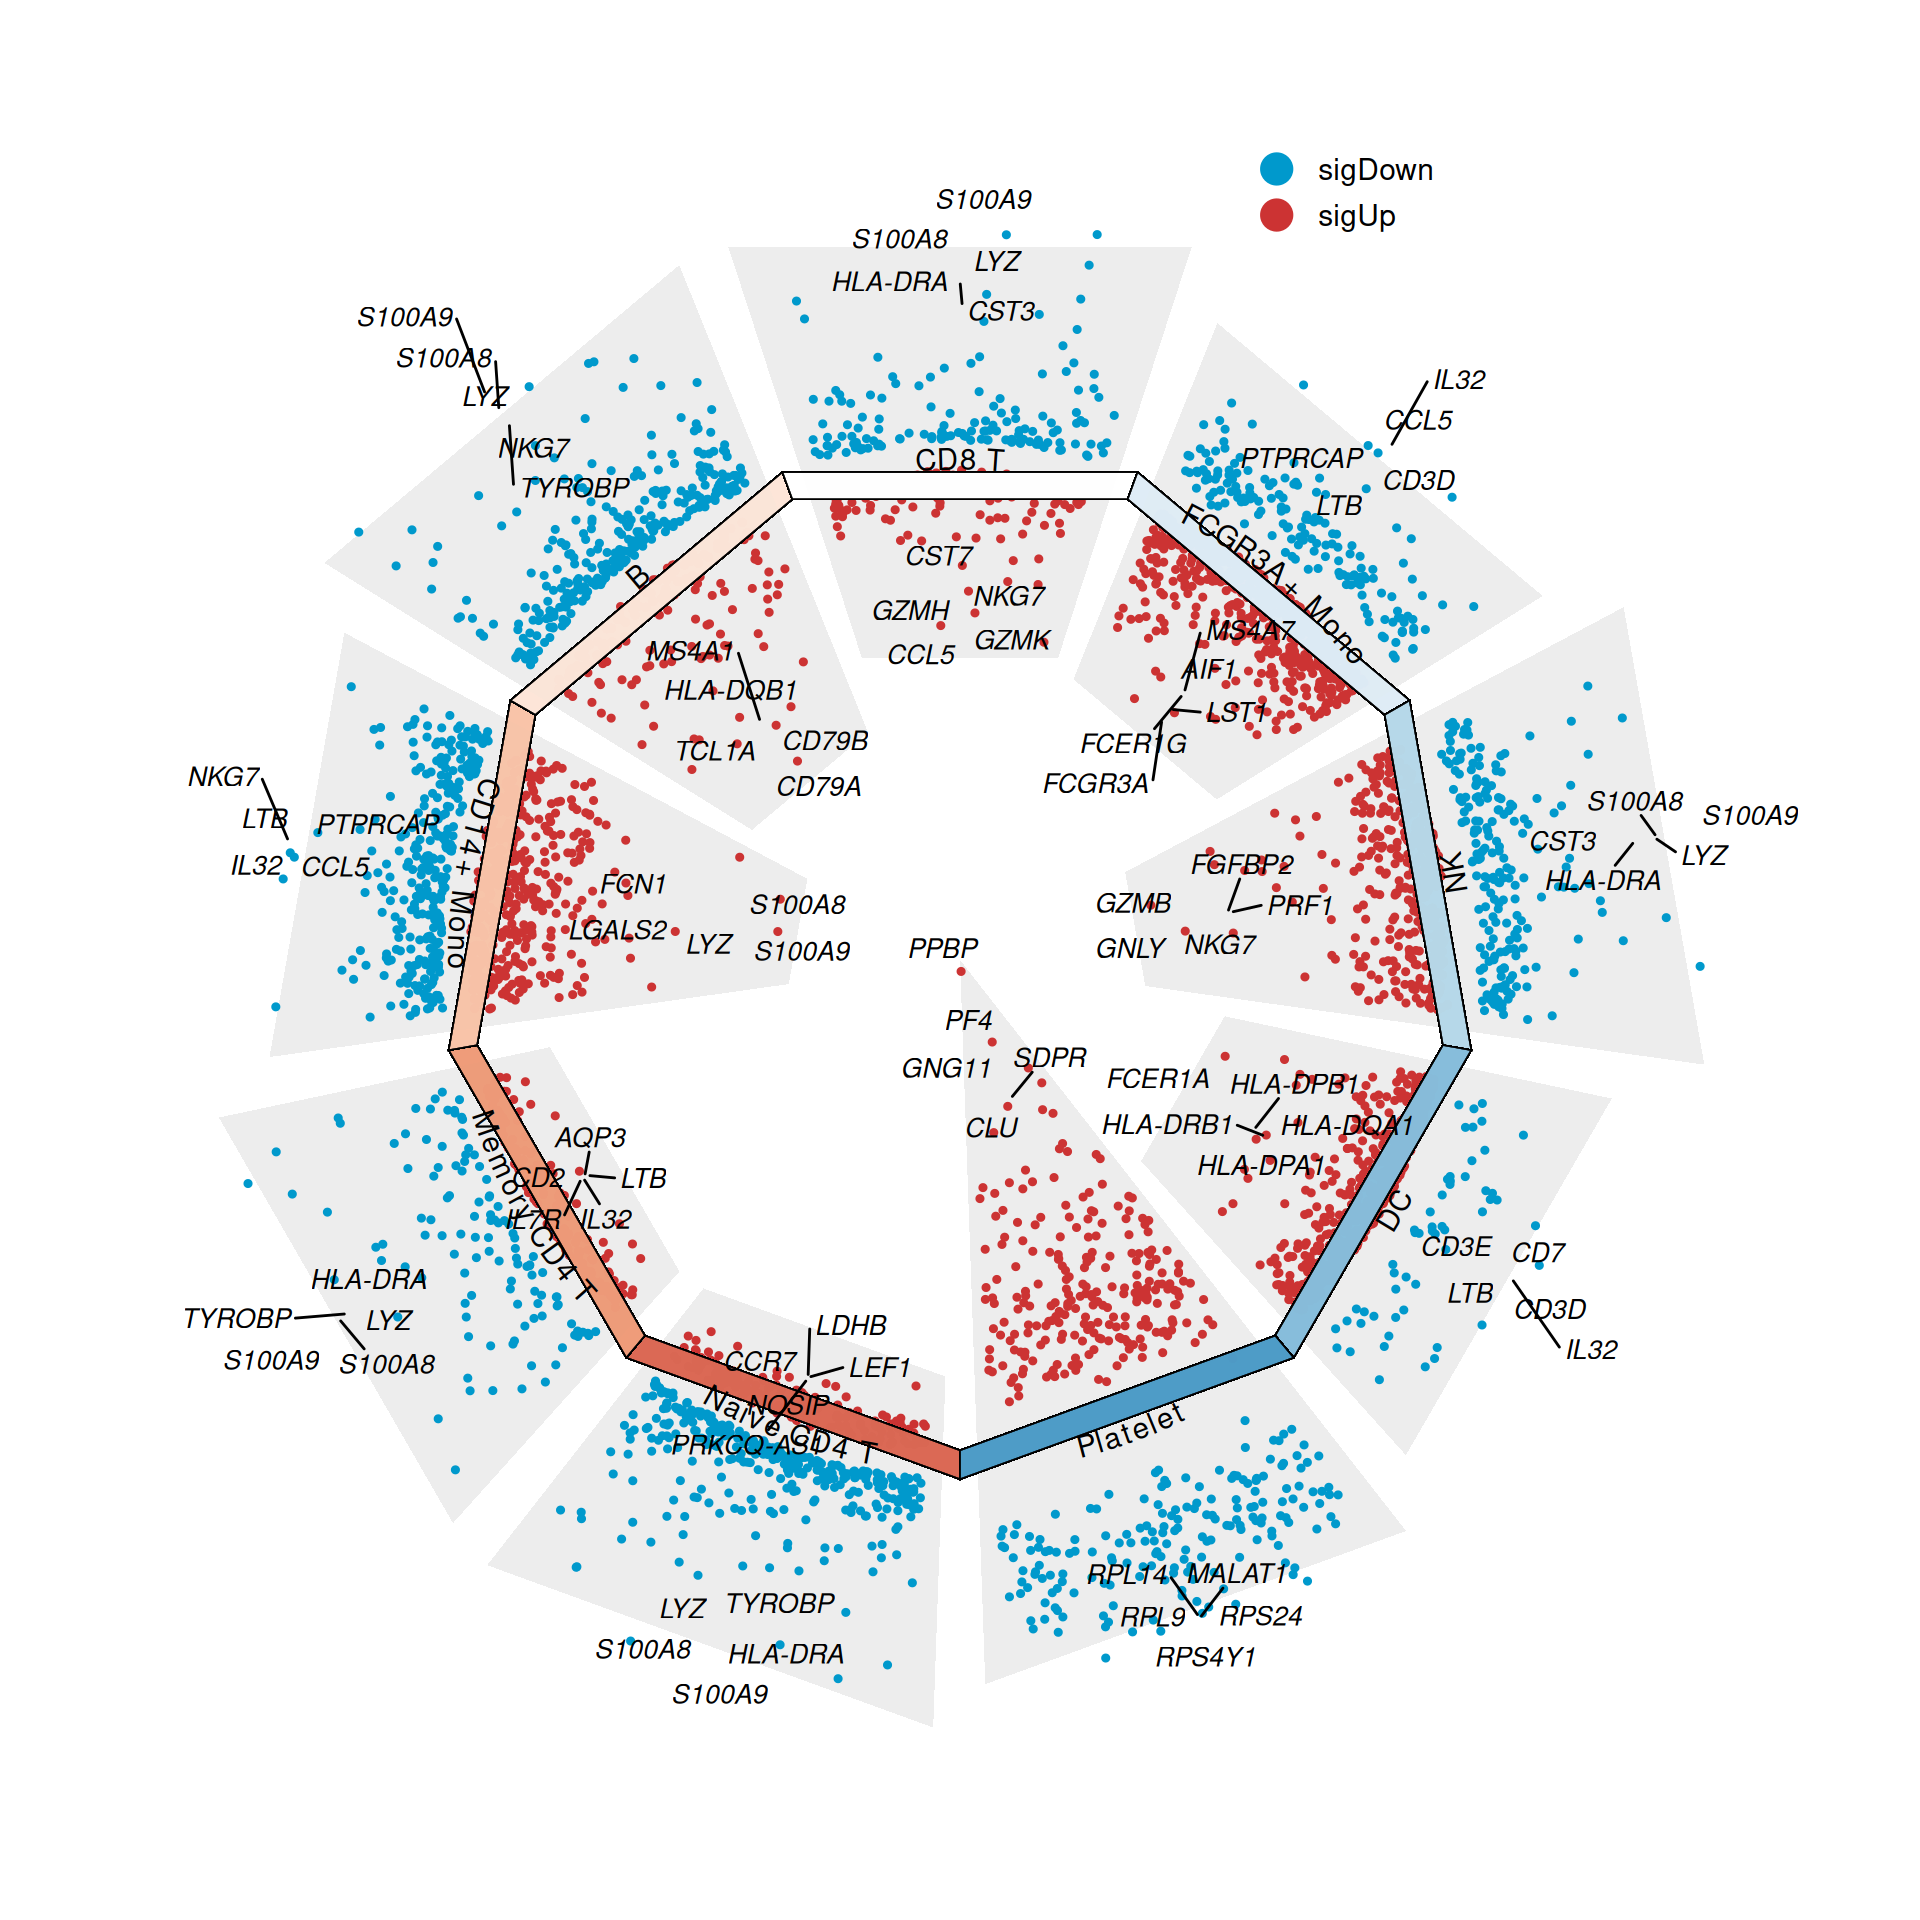 sigDown
sigUp
S100A9
S100A8
LYZ
HLA-DRA
CST3
CD8 T
CST7
NKG7
GZMH
GZMK
CCL5
S100A9
S100A8
LYZ
NKG7
TYROBP
B
MS4A1
HLA-DQB1
TCL1A
CD79B
CD79A
IL32
CCL5
PTPRCAP
CD3D
LTB
FCGR3A+ Mono
MS4A7
AIF1
LST1
FCER1G
FCGR3A
NKG7
LTB
PTPRCAP
IL32
CCL5
CD14+ Mono
FCN1
S100A8
LGALS2
LYZ
S100A9
S100A8
S100A9
CST3
LYZ
HLA-DRA
NK
FGFBP2
GZMB
PRF1
GNLY
NKG7
PPBP
PF4
SDPR
GNG11
CLU
Platelet
RPL14
MALAT1
RPL9
RPS24
RPS4Y1
FCER1A
HLA-DPB1
HLA-DRB1
HLA-DQA1
HLA-DPA1
DC
CD3E
CD7
LTB
CD3D
IL32
AQP3
CD2
LTB
IL7R
IL32
Memory CD4 T
HLA-DRA
TYROBP
LYZ
S100A9
S100A8
LDHB
CCR7
LEF1
NOSIP
PRKCQ-AS1
Naive CD4 T
LYZ
TYROBP
S100A8
HLA-DRA
S100A9